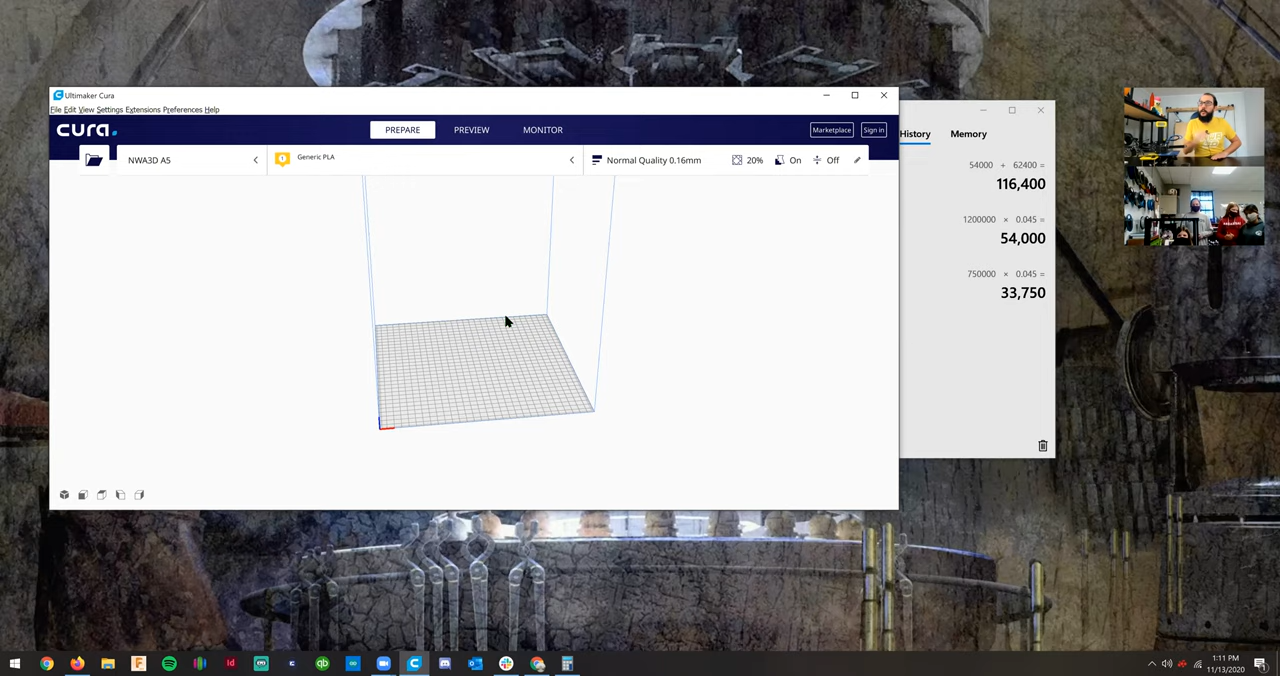 Ultimaker Cura
File Edit View Settings Extensions Preferences Help
cura.
PREPARE
PREVIEW
MONITOR
Marketplace
Sign in
NWA3D A5
1
Generic PLA
Normal Quality 0.16mm
20%
On
Off
History
Memory
54000 + 62400 =
116,400
1200000 × 0.045 =
54,000
750000 × 0.045 =
33,750
1:11 PM
11/13/2020